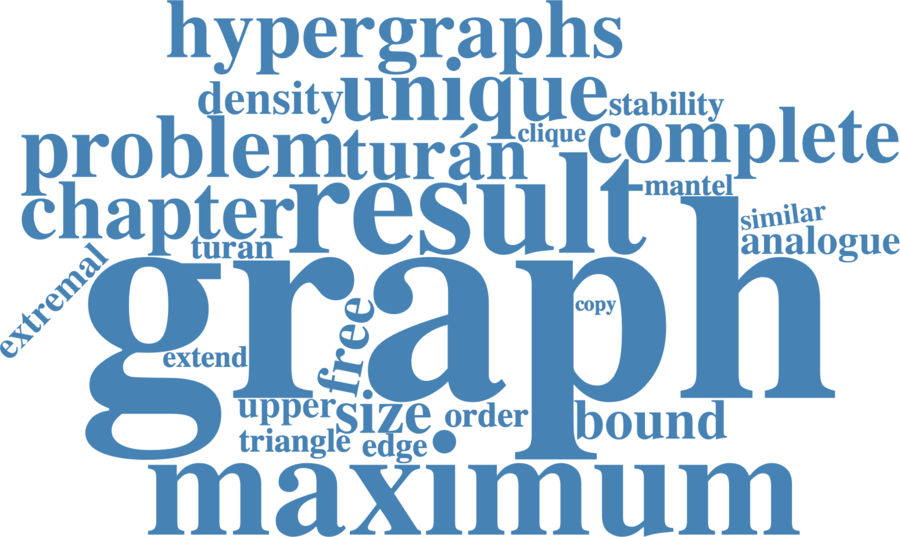 hypergraphs
density unique stability
clique
problem turán complete
mantel
chapter result similar
turan analogue
extremal
graph
free copy
extend
upper size order bound
triangle edge
maximum